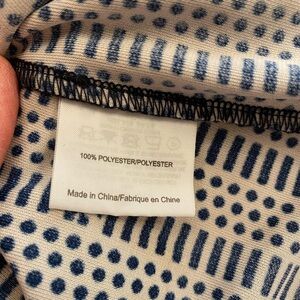 100% POLYESTER/POLYESTER
Made in China/Fabrique en Chine